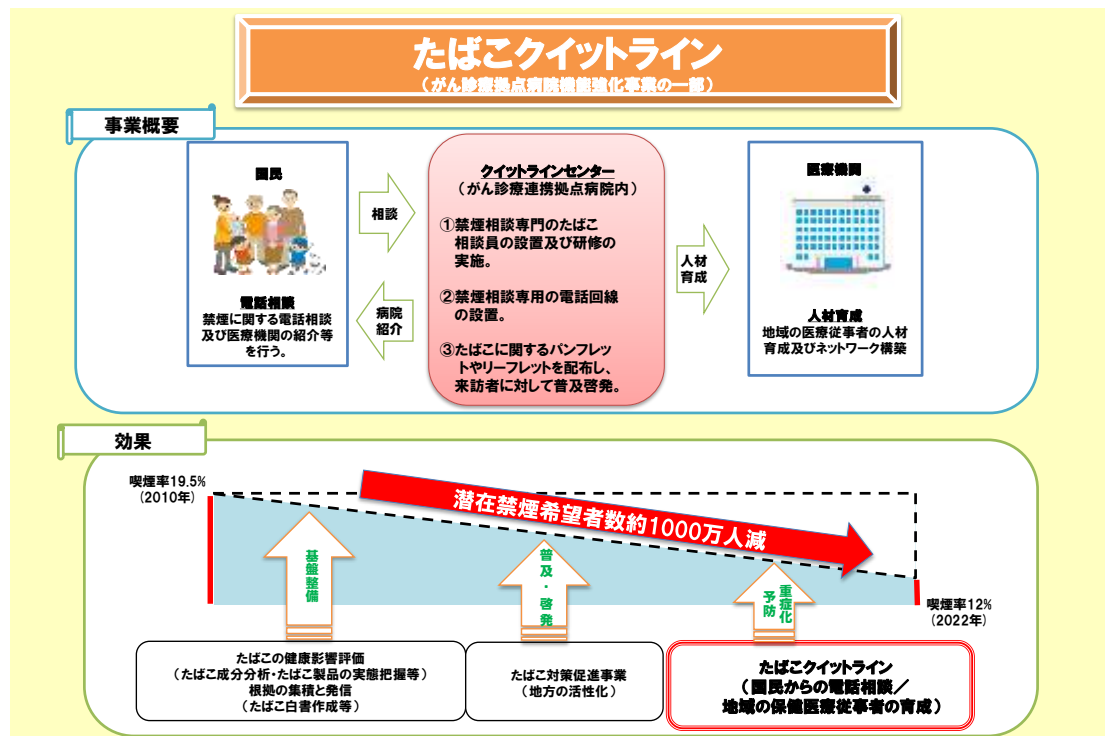 たばこクイットライン
（がん診療拠点病院機能強化事業の一部）
事業概要
国民
電話相談
禁煙に関する電話相談
及び医療機関の紹介等
を行う。
相談
病院
紹介
クイットラインセンター
（がん診療連携拠点病院内）
①禁煙相談専門のたばこ
相談員の設置及び研修の
実施。
②禁煙相談専用の電話回線
の設置。
③たばこに関するパンフレッ
トやリーフレットを配布し、
来訪者に対して普及啓発。
人材
育成
医療機関
人材育成
地域の医療従事者の人材
育成及びネットワーク構築
効果
喫煙率19.5%
（2010年）
潜在禁煙希望者数約1000万人減
基盤整備
普及・啓発
重症化
予防
喫煙率12%
（2022年）
たばこの健康影響評価
（たばこ成分分析・たばこ製品の実態把握等）
根拠の集積と発信
（たばこ白書作成等）
たばこ対策促進事業
（地方の活性化）
たばこクイットライン
（国民からの電話相談／
地域の保健医療従事者の育成）